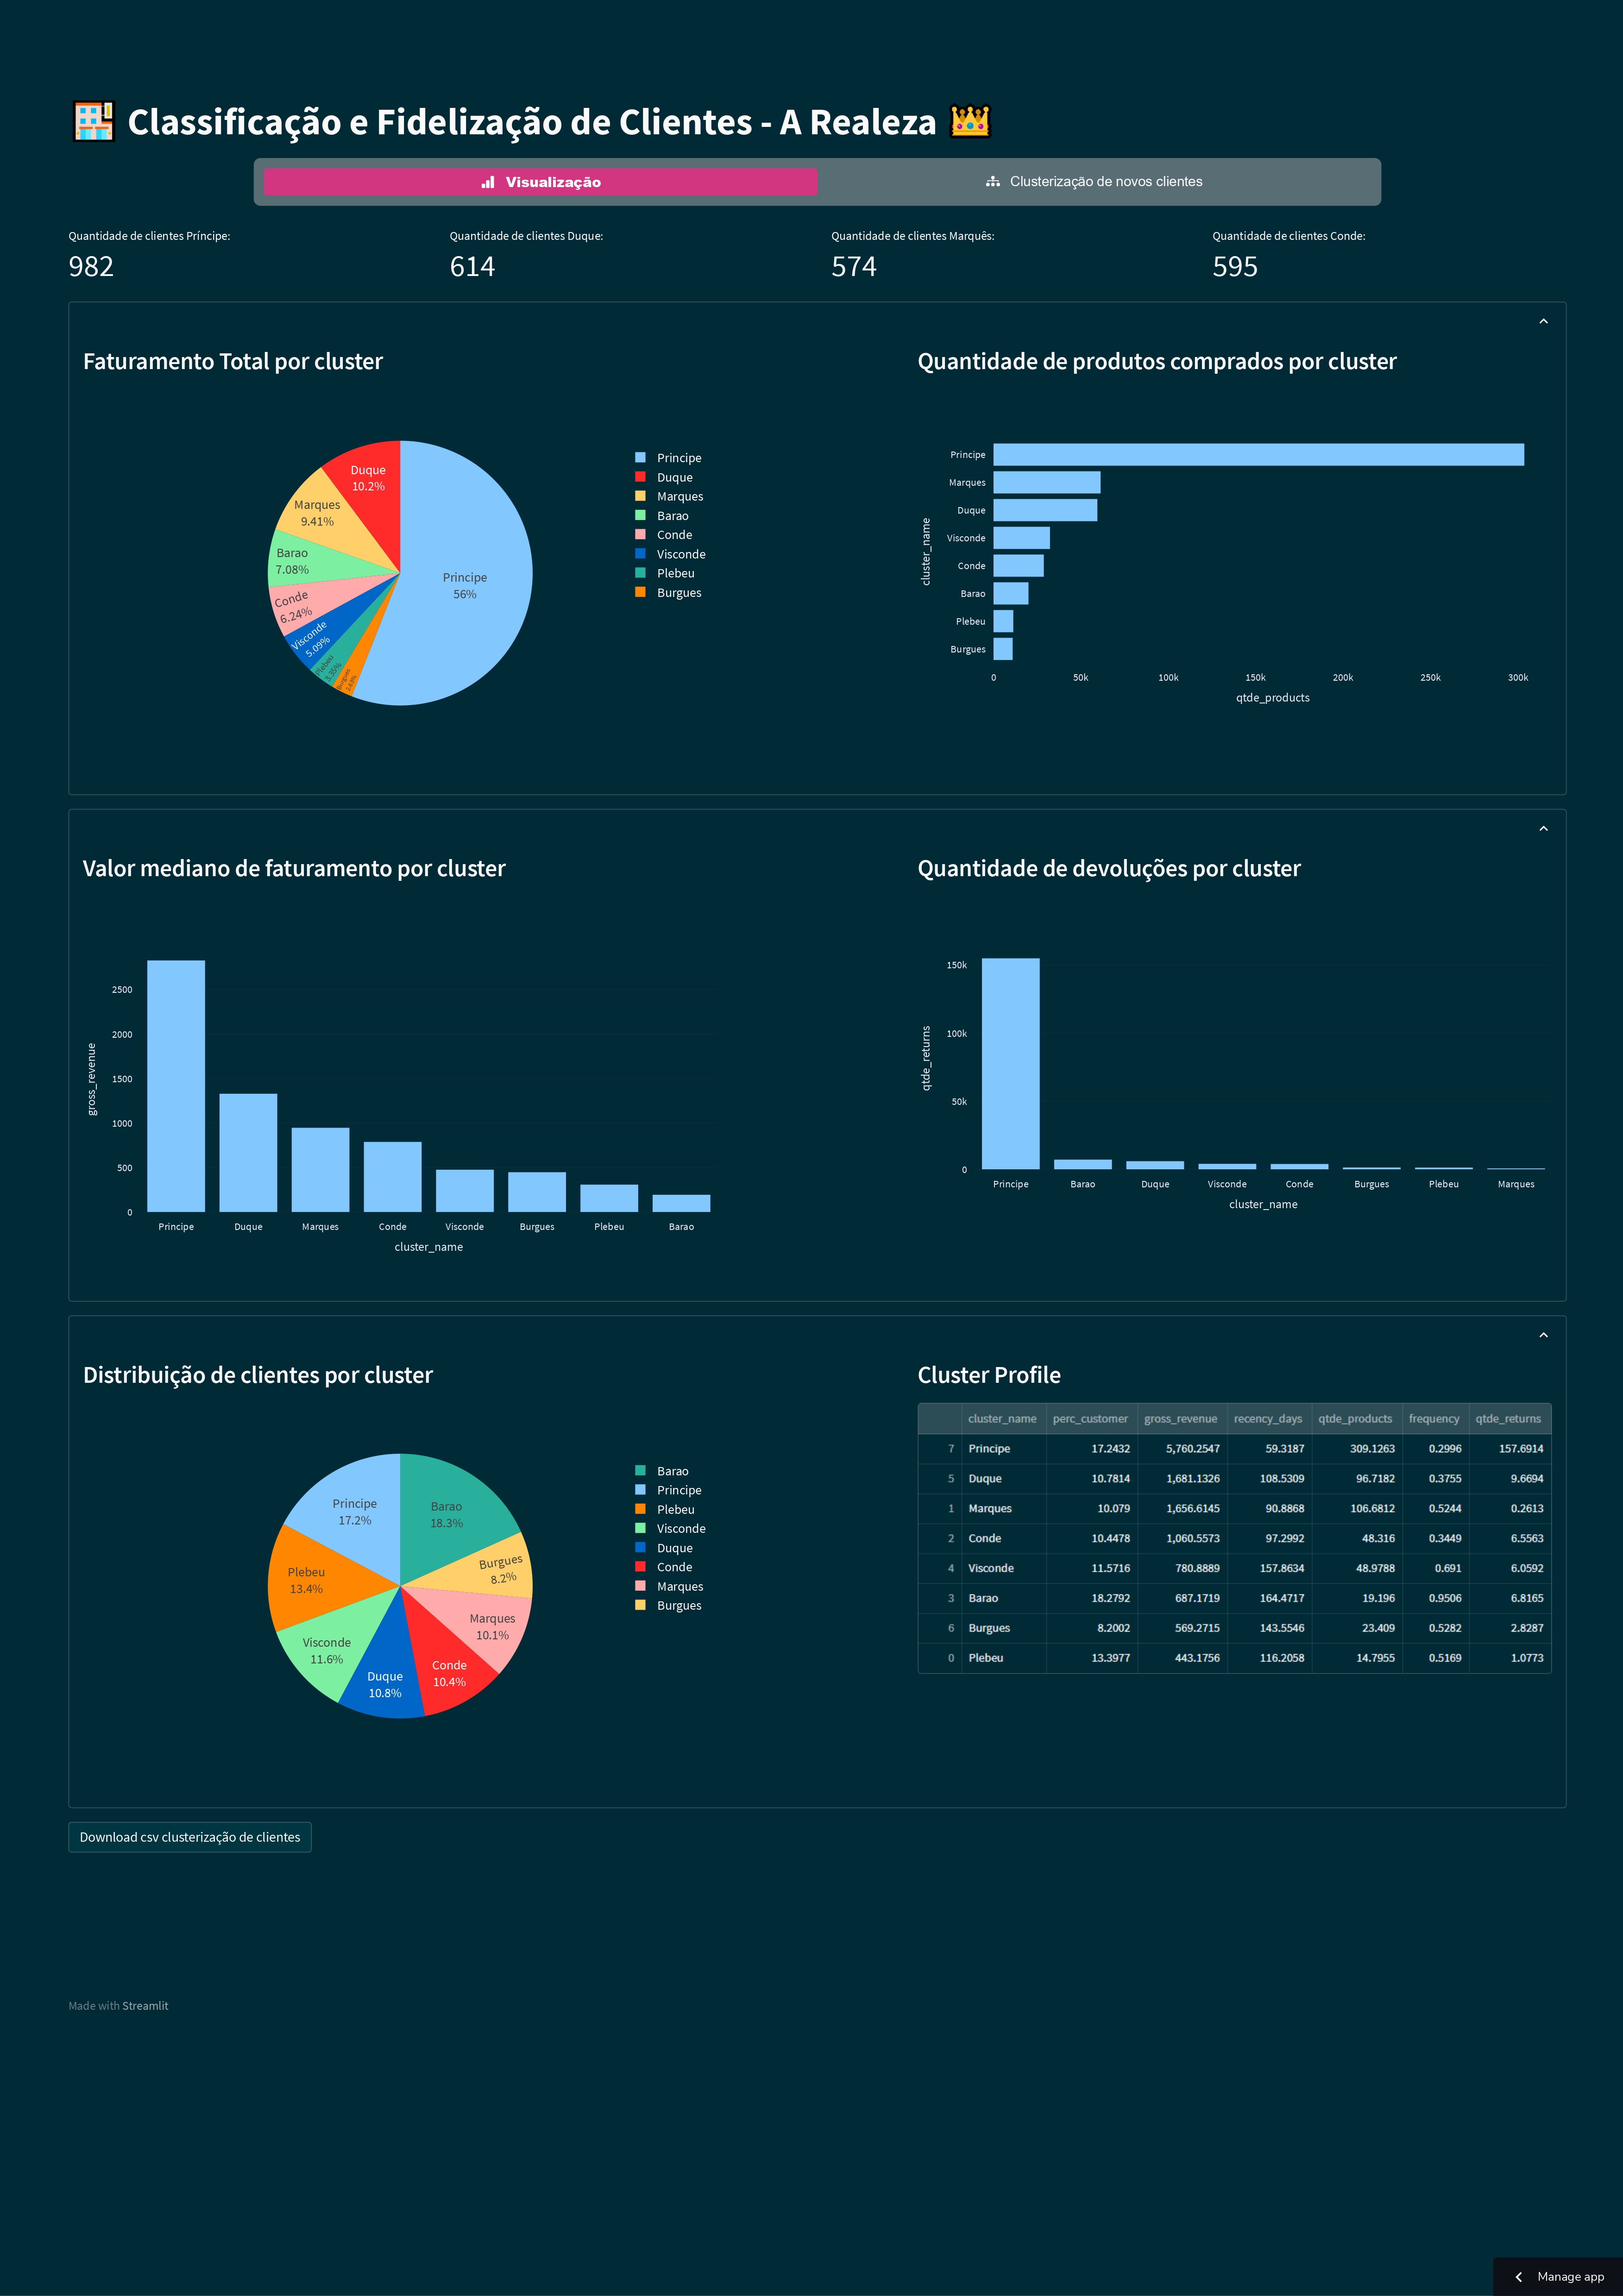 Classificação e Fidelização de Clientes - A Realeza
Visualização
Clusterização de novos clientes
Quantidade de clientes Príncipe:
982
Quantidade de clientes Duque:
614
Quantidade de clientes Marquês:
574
Quantidade de clientes Conde:
595
Faturamento Total por cluster
Duque
10.2%
Marques
9.41%
Barao
7.08%
Conde
6.24%
Visconde
5.09%
Plebeu
3.35%
Burgues
Principe
56%
Principe
Duque
Marques
Barao
Conde
Visconde
Plebeu
Burgues
Quantidade de produtos comprados por cluster
cluster_name
Principe
Marques
Duque
Visconde
Conde
Barao
Plebeu
Burgues
0 50k 100k 150k 200k 250k 300k
qtde_products
Valor mediano de faturamento por cluster
gross_revenue
2500
2000
1500
1000
500
0
Principe Duque Marques Conde Visconde Burgues Plebeu Barao
cluster_name
Quantidade de devoluções por cluster
qtde_returns
150k
100k
50k
0
Principe Barao Duque Visconde Conde Burgues Plebeu Marques
cluster_name
Distribuição de clientes por cluster
Principe
17.2%
Barao
18.3%
Plebeu
13.4%
Burgues
8.2%
Visconde
11.6%
Marques
10.1%
Duque
10.8%
Conde
10.4%
Barao
Principe
Plebeu
Visconde
Duque
Conde
Marques
Burgues
Cluster Profile
cluster_name perc_customer gross_revenue recency_days qtde_products frequency qtde_returns
7 Principe 17.2432 5,760.2547 59.3187 309.1263 0.2996 157.6914
5 Duque 10.7814 1,681.1326 108.5309 96.7182 0.3755 9.6694
1 Marques 10.079 1,656.6145 90.8868 106.6812 0.5244 0.2613
2 Conde 10.4478 1,060.5573 97.2992 48.316 0.3449 6.5563
4 Visconde 11.5716 780.8889 157.8634 48.9788 0.691 6.0592
3 Barao 18.2792 687.1719 164.4717 19.196 0.9506 6.8165
6 Burgues 8.2002 569.2715 143.5546 23.409 0.5282 2.8287
0 Plebeu 13.3977 443.1756 116.2058 14.7955 0.5169 1.0773
Download csv clusterização de clientes
Made with Streamlit
Manage app